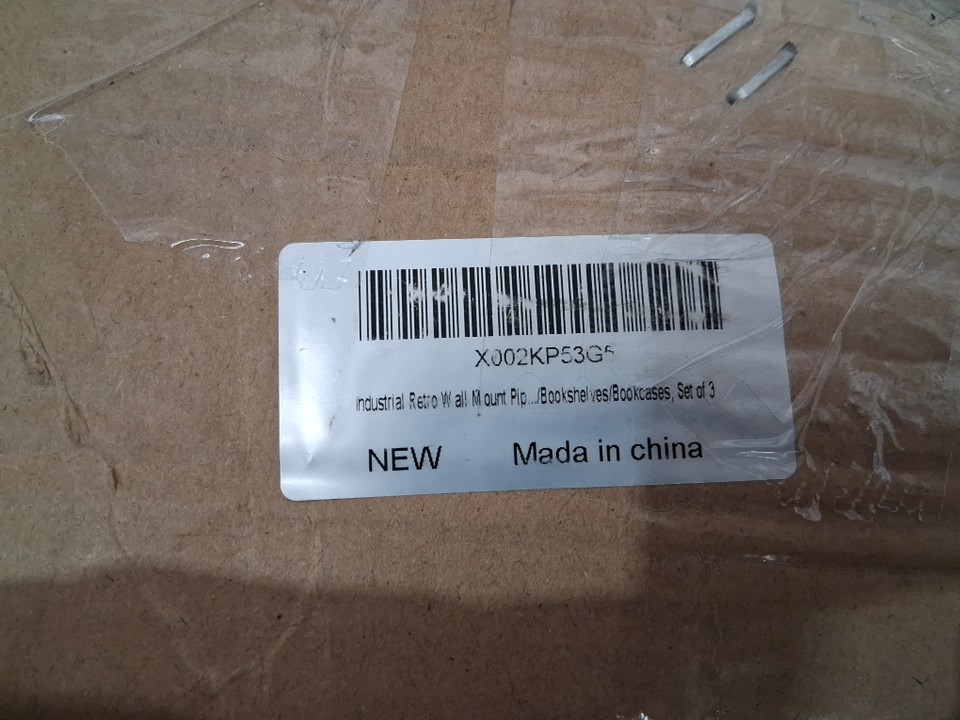 X002KP53G5
Industrial Retro Wall Mount Pip.../Bookshelves/Bookcases, Set of 3
NEW Mada in china